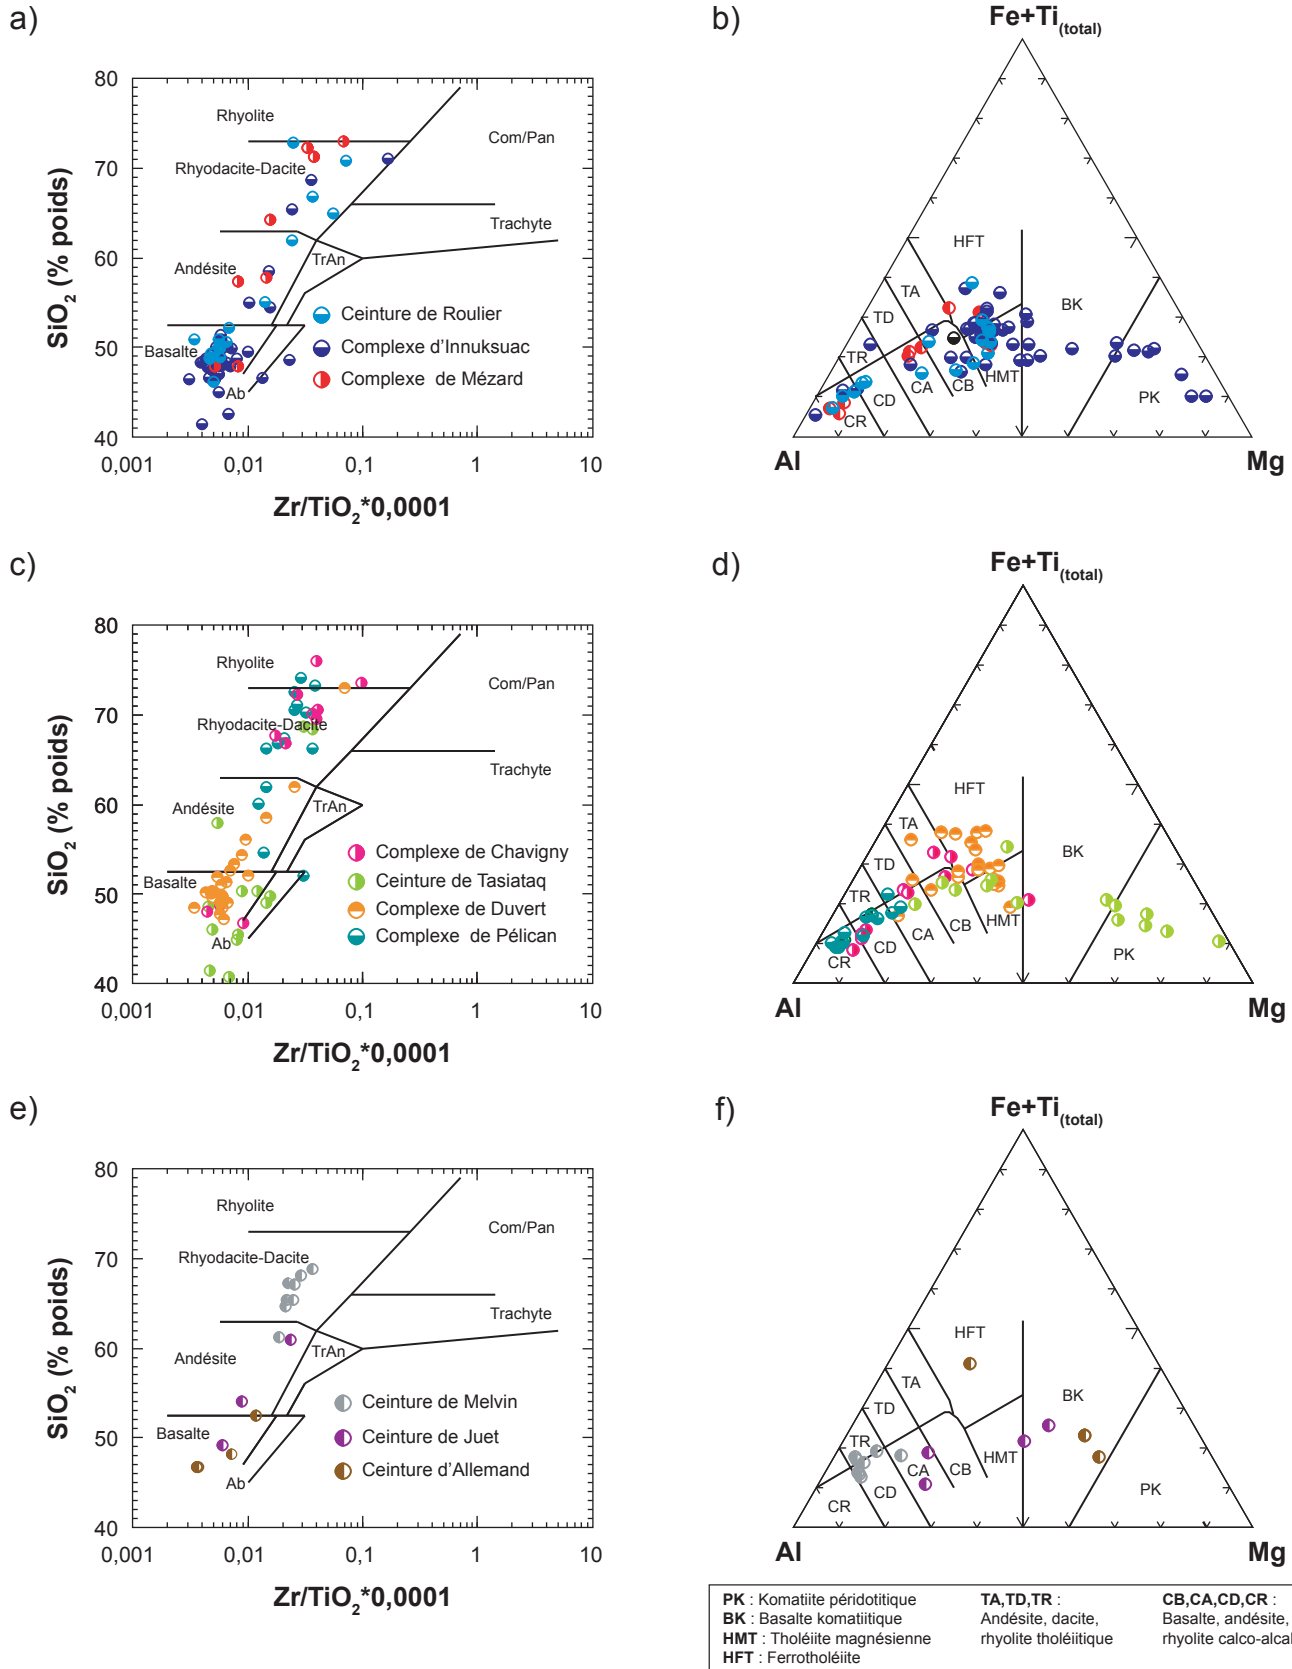 a)
SiO2 (% poids)
80
70
60
50
40
Rhyolite
Com/Pan
Rhyodacite-Dacite
Trachyte
TrAn
Andésite
Basalte
Ab
Ceinture de Roulier
Complexe d'Innuksuac
Complexe de Mézard
0,001 0,01 0,1 1 10
Zr/TiO2*0,0001
b)
Fe+Ti(total)
HFT
TA
TD
TR
BK
CR
CD
CA
CB
HMT
PK
Al
Mg
c)
SiO2 (% poids)
80
70
60
50
40
Rhyolite
Com/Pan
Rhyodacite-Dacite
Trachyte
TrAn
Andésite
Basalte
Ab
Complexe de Chavigny
Ceinture de Tasiataq
Complexe de Duvert
Complexe de Pélican
0,001 0,01 0,1 1 10
Zr/TiO2*0,0001
d)
Fe+Ti(total)
HFT
TA
TD
TR
BK
CR
CD
CA
CB
HMT
PK
Al
Mg
e)
SiO2 (% poids)
80
70
60
50
40
Rhyolite
Com/Pan
Rhyodacite-Dacite
Trachyte
TrAn
Andésite
Basalte
Ab
Ceinture de Melvin
Ceinture de Juet
Ceinture d'Allemand
0,001 0,01 0,1 1 10
Zr/TiO2*0,0001
f)
Fe+Ti(total)
HFT
TA
TD
TR
BK
CR
CD
CA
CB
HMT
PK
Al
Mg
PK : Komatiite péridotitique
BK : Basalte komatiitique
HMT : Tholéiite magnésienne
HFT : Ferrotholéiite
TA,TD,TR :
Andésite, dacite,
rhyolite tholéiitique
CB,CA,CD,CR :
Basalte, andésite,
rhyolite calco-alcal